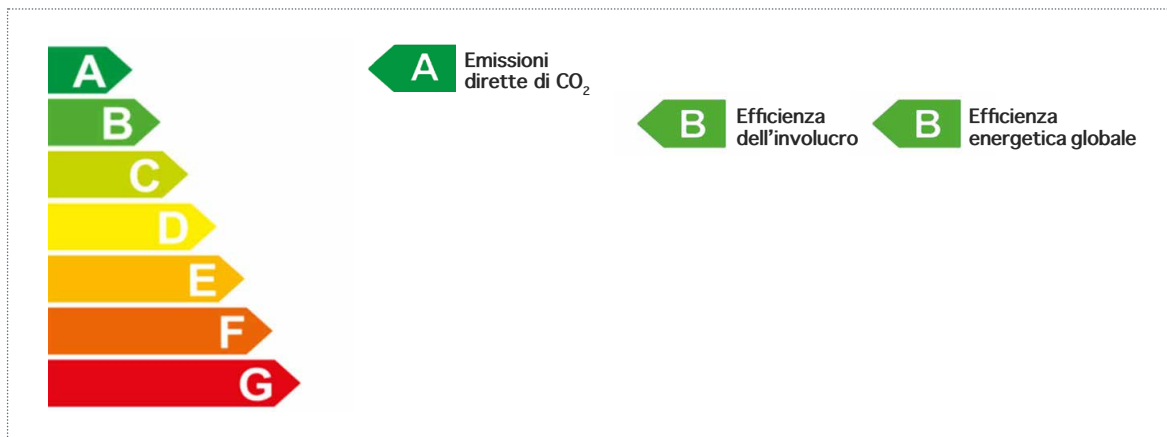 A
B
C
D
E
F
G
A
Emissioni
dirette di CO₂
B
Efficienza
dell'involucro
B
Efficienza
energetica globale